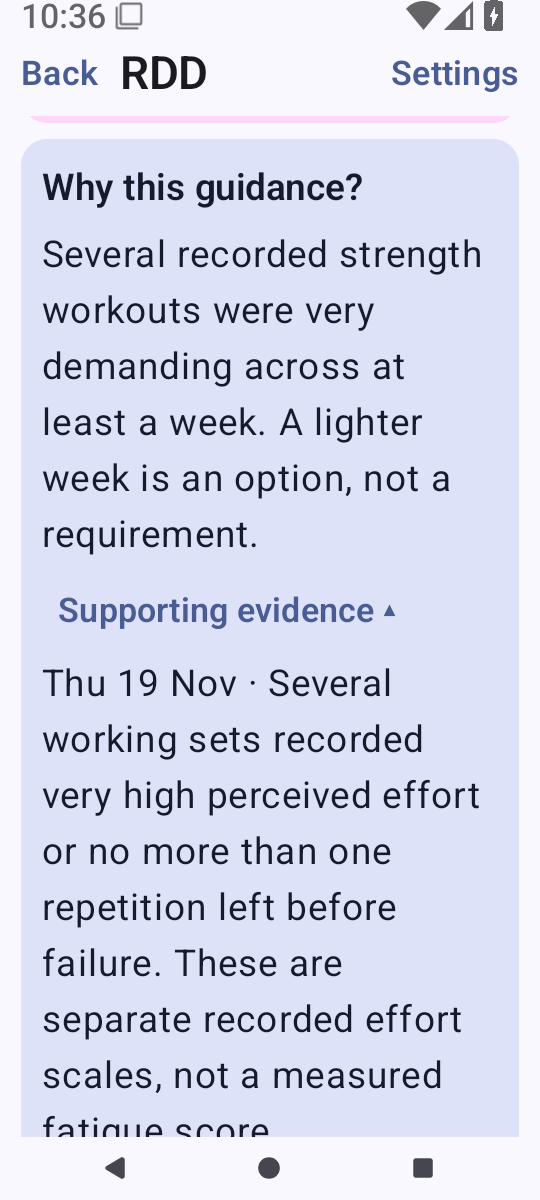 10:36
Back RDD Settings
Why this guidance?
Several recorded strength
workouts were very
demanding across at
least a week. A lighter
week is an option, not a
requirement.
Supporting evidence ▲
Thu 19 Nov · Several
working sets recorded
very high perceived effort
or no more than one
repetition left before
failure. These are
separate recorded effort
scales, not a measured
fatigue score